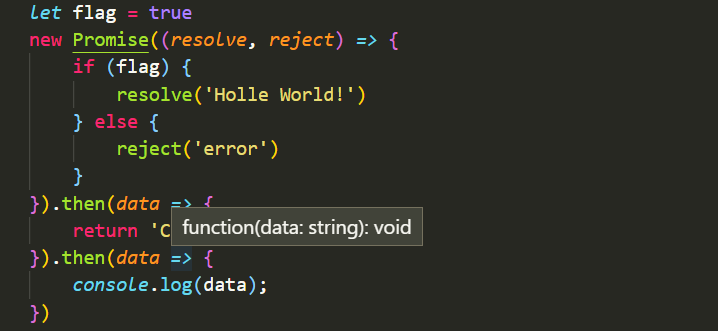 let flag = true
new Promise((resolve, reject) => {
if (flag) {
resolve('Holle World!')
} else {
reject('error')
}
}).then(data => {
return 'C
function(data: string): void
}).then(data => {
console.log(data);
})